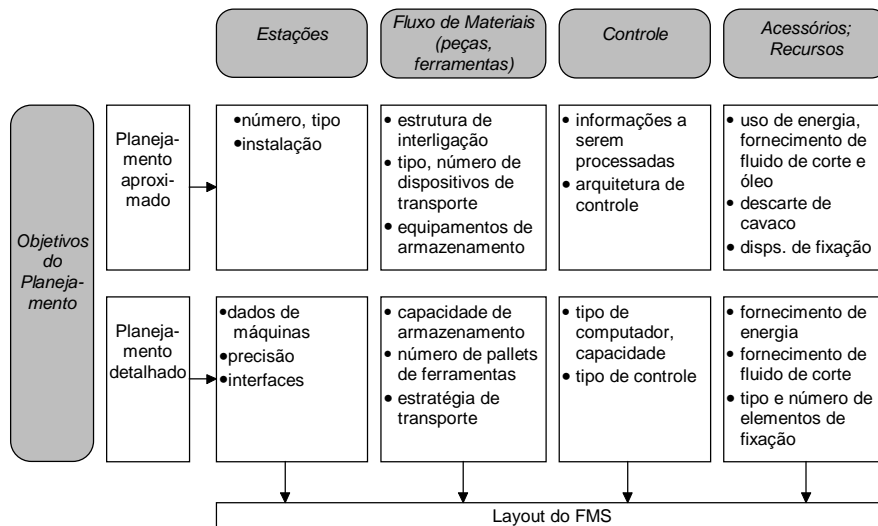 Estações
Fluxo de Materiais
(peças,
ferramentas)
Controle
Acessórios;
Recursos
Objetivos
do
Planeja-
mento
Planejamento
aproxi-
mado
•número, tipo
•instalação
• estrutura de
interligação
• tipo, número de
dispositivos de
transporte
• equipamentos de
armazenamento
• informações a
serem
processadas
• arquitetura de
controle
• uso de energia,
fornecimento de
fluido de corte e
óleo
• descarte de
cavaco
• disps. de fixação
Planeja-
mento
detalhado
•dados de
máquinas
•precisão
•interfaces
• capacidade de
armazenamento
• número de pallets
de ferramentas
• estratégia de
transporte
• tipo de
computador,
capacidade
• tipo de controle
• fornecimento de
energia
• fornecimento de
fluido de corte
• tipo e número de
elementos de
fixação
Layout do FMS